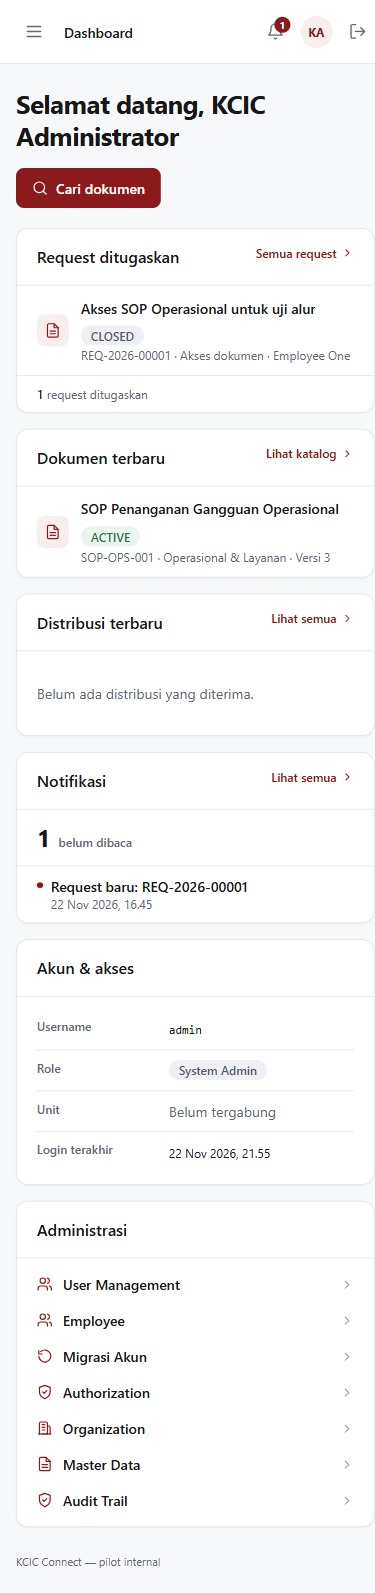 Dashboard
1
KA
Selamat datang, KCIC
Administrator
Cari dokumen
Request ditugaskan
Semua request
Akses SOP Operasional untuk uji alur
CLOSED
REQ-2026-00001 · Akses dokumen · Employee One
1 request ditugaskan
Dokumen terbaru
Lihat katalog
SOP Penanganan Gangguan Operasional
ACTIVE
SOP-OPS-001 · Operasional & Layanan · Versi 3
Distribusi terbaru
Lihat semua
Belum ada distribusi yang diterima.
Notifikasi
Lihat semua
1 belum dibaca
Request baru: REQ-2026-00001
22 Nov 2026, 16.45
Akun & akses
Username
admin
Role
System Admin
Unit
Belum tergabung
Login terakhir
22 Nov 2026, 21.55
Administrasi
User Management
Employee
Migrasi Akun
Authorization
Organization
Master Data
Audit Trail
KCIC Connect — pilot internal